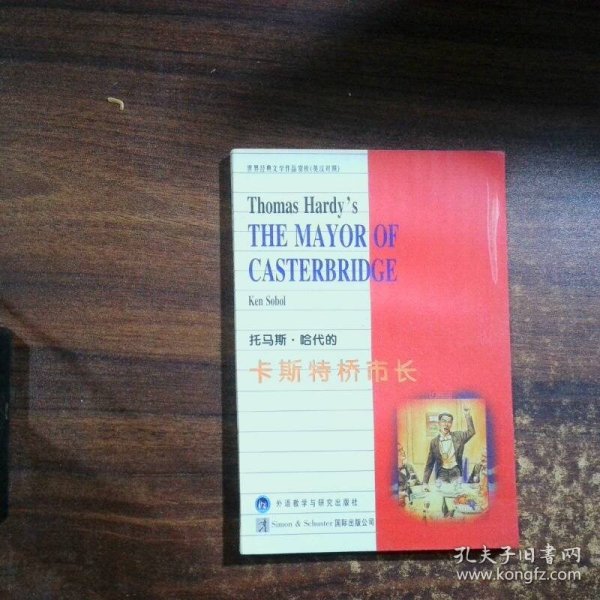 世界经典文学作品赏析(英汉对照)
Thomas Hardy's
THE MAYOR OF
CASTERBRIDGE
Ken Sobol
托马斯·哈代的
卡斯特桥市长
外语教学与研究出版社
Simon & Schuster 国际出版公司
孔夫子旧书网
www.kongfz.com